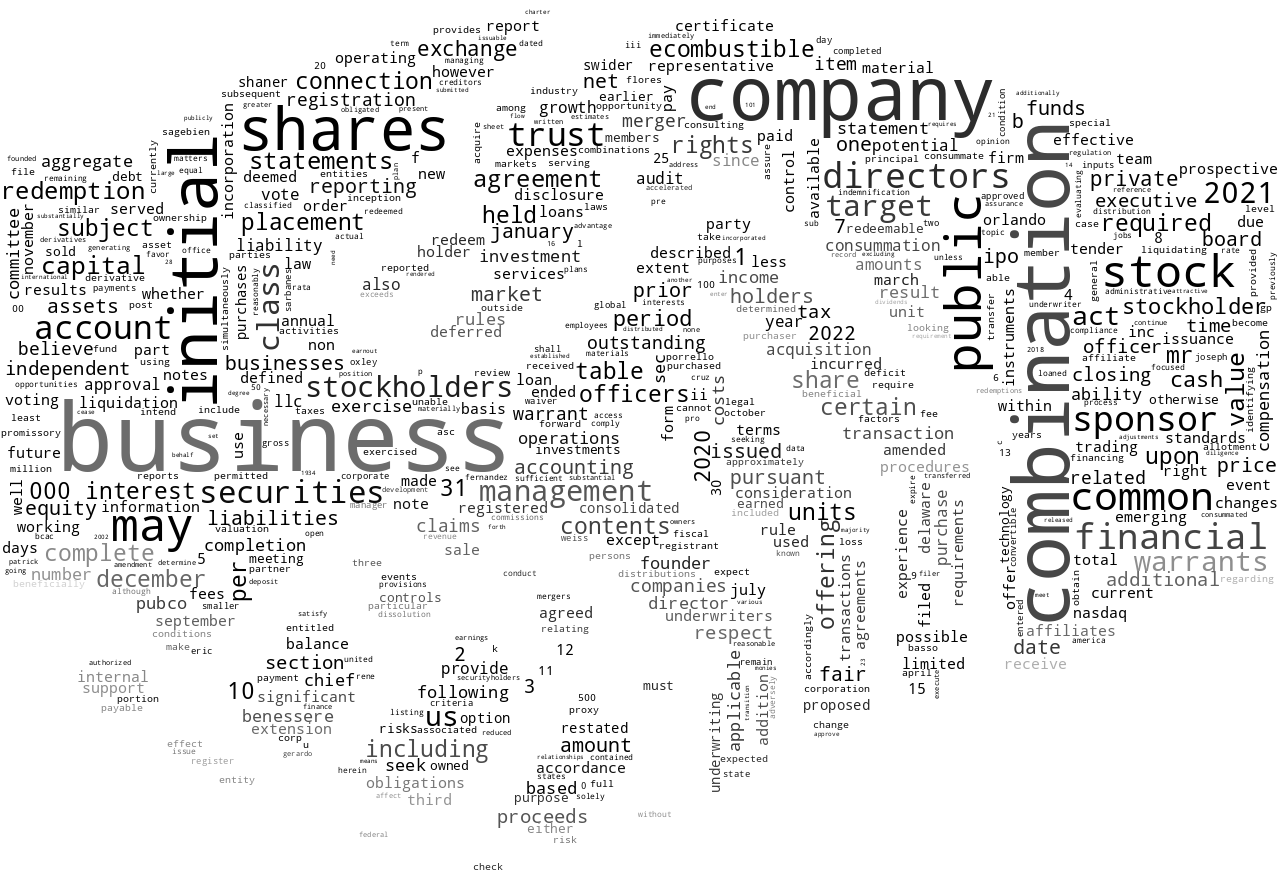 charter
provides report certificate
term issuable immediately day
exchange dated iii ecombustible completed
operating managing swider representative item material
20 connection however creditors net flores
shaner submitted industry earlier pay company additionally
subsequent registration among growth opportunity end 101 21 condition funds
greater obligated present flow estimates merger consulting requires b special
publicly shares sheet written trust members rights paid statement opinion effective
sagebien acquire expenses combinations since assure one potential regulation
founded aggregate matters incorporation statements f markets serving 25 address control available principal consummate firm 14 inputs team
file currently large equal deemed entities plan new agreement audit accelerated directors approved private prospective
remaining debt vote reporting disclosure pre indemnification assurance evaluating reference
redemption initial classified inception redeemed held loans laws target public orlando executive 2021
similar served order placement january advantage party sub 7 redeemable two topic distribution level
committee november substantially ownership actual 16 1 take incorporated consummation ipo member case required due
subject derivatives asset office liability need redeem investment described purposes 1 less record excluding unless tender jobs 8 board
sold generating favor parties law holder services plans extent another income amounts able liquidating rate
capital international derivative 28 simultaneously purchases class reasonably sarbanes rata also reported rendered market prior interests 100 holders march result transfer general stock provided previously
results payments whether exceeds outside global enter determined unit dividends instruments underwriter 4 administrative attractive
00 assets post annual rules period year tax looking act stockholder gap
account activities deferred employees distributed none 2022 requirement compliance continue inc time become
believe fund part using non earnout oxley shall outstanding purchaser acquisition 2018 officer issuance
independent notes businesses position p review established received materials table porrello purchased incurred deficit affiliate mr joseph compensation
opportunities approval degree 50 defined stockholders loan ended officers sec cruz costs share require 6 loaned closing cash value identifying
voting liquidation include necessary llc taxes exercise unable materially basis waiver ii legal beneficial redemptions process ability otherwise
least cease intend warrant forward access comply form cannot october certain fee within combination sponsor allotment
promissory business set use gross asc operations pro 2020 terms factors years adjustments standards
future behalf exercised investments seeking issued data transaction c trading upon diligence
million reports permitted 1934 corporate see accounting approximately amended 13 financing right price
well 000 interest securities made fernandez sufficient substantial 30 pursuant procedures related event
equity information manager development 31 management consolidated consideration expire transferred common changes
working valuation note registered commissions contents earned included units technology convertible released emerging consummated
bcac 2002 may liabilities open claims forth owners fiscal rule majority delaware
days patrick amendment determine completion revenue weiss except registrant used loss experience purchase requirements financial
going complete 5 meeting sale persons founder known offering offer total warrants
number december per partner three distributions expect transactions agreements 9 filer meet obtain additional regarding
beneficially although fees deposit events conduct companies july filed entered current
pubco smaller provisions controls mergers director various nasdaq
september satisfy particular agreed underwriters affiliates america
conditions entitled dissolution relating respect possible date
make eric balance earnings reasonable accordingly basso receive
authorized section united 2 k 12 remain 23 limited
internal payment chief rene provide securityholders 11 monies fair april execute
support 10 significant following 3 must applicable addition adversely corporation 15
portion finance criteria 500 underwriting transition proposed
payable benessere listing us option proxy change
extension risks associated reduced restated approve
effect corp u including amount
issue gerardo means relationships contained expected
register herein seek owned accordance state
entity obligations states
affect third based 0 full
purpose solely
proceeds without
federal either
risk
check